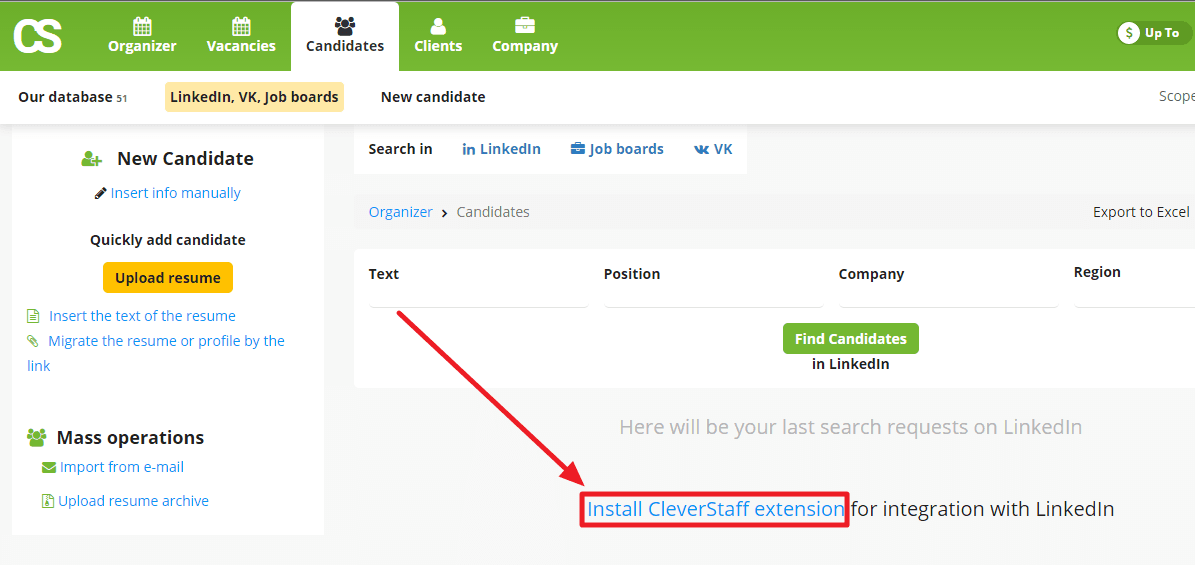 CS
Organizer
Vacancies
Candidates
Clients
Company
$ Up To
Our database 51
LinkedIn, VK, Job boards
New candidate
Scope
New Candidate
Insert info manually
Quickly add candidate
Upload resume
Insert the text of the resume
Migrate the resume or profile by the
link
Mass operations
Import from e-mail
Upload resume archive
Search in
in LinkedIn
Job boards
VK
Organizer > Candidates
Export to Excel
Text
Position
Company
Region
Find Candidates
in LinkedIn
Here will be your last search requests on LinkedIn
Install CleverStaff extension for integration with LinkedIn